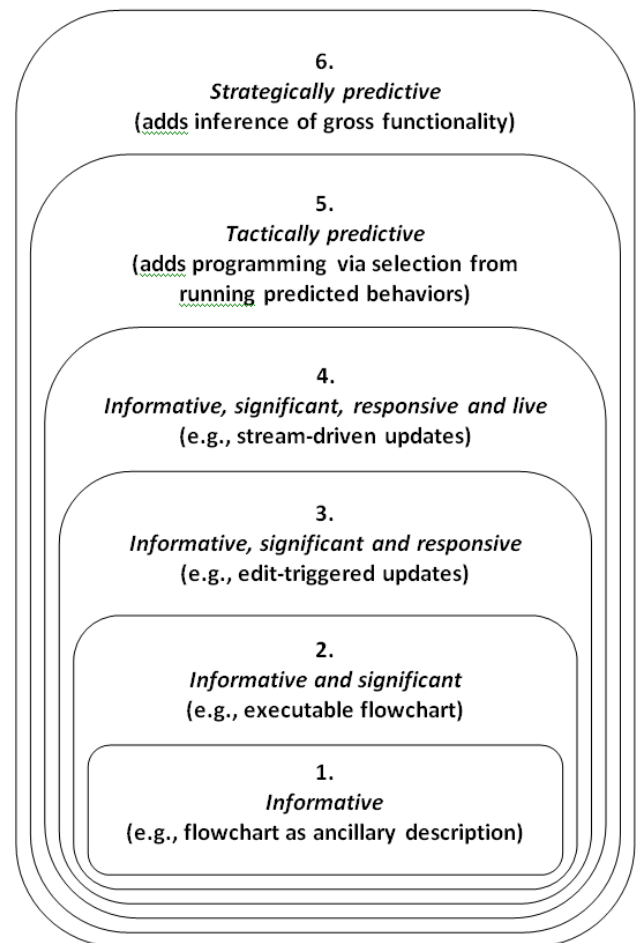 6.
Strategically predictive
(adds inference of gross functionality)
5.
Tactically predictive
(adds programming via selection from
running predicted behaviors)
4.
Informative, significant, responsive and live
(e.g., stream-driven updates)
3.
Informative, significant and responsive
(e.g., edit-triggered updates)
2.
Informative and significant
(e.g., executable flowchart)
1.
Informative
(e.g., flowchart as ancillary description)